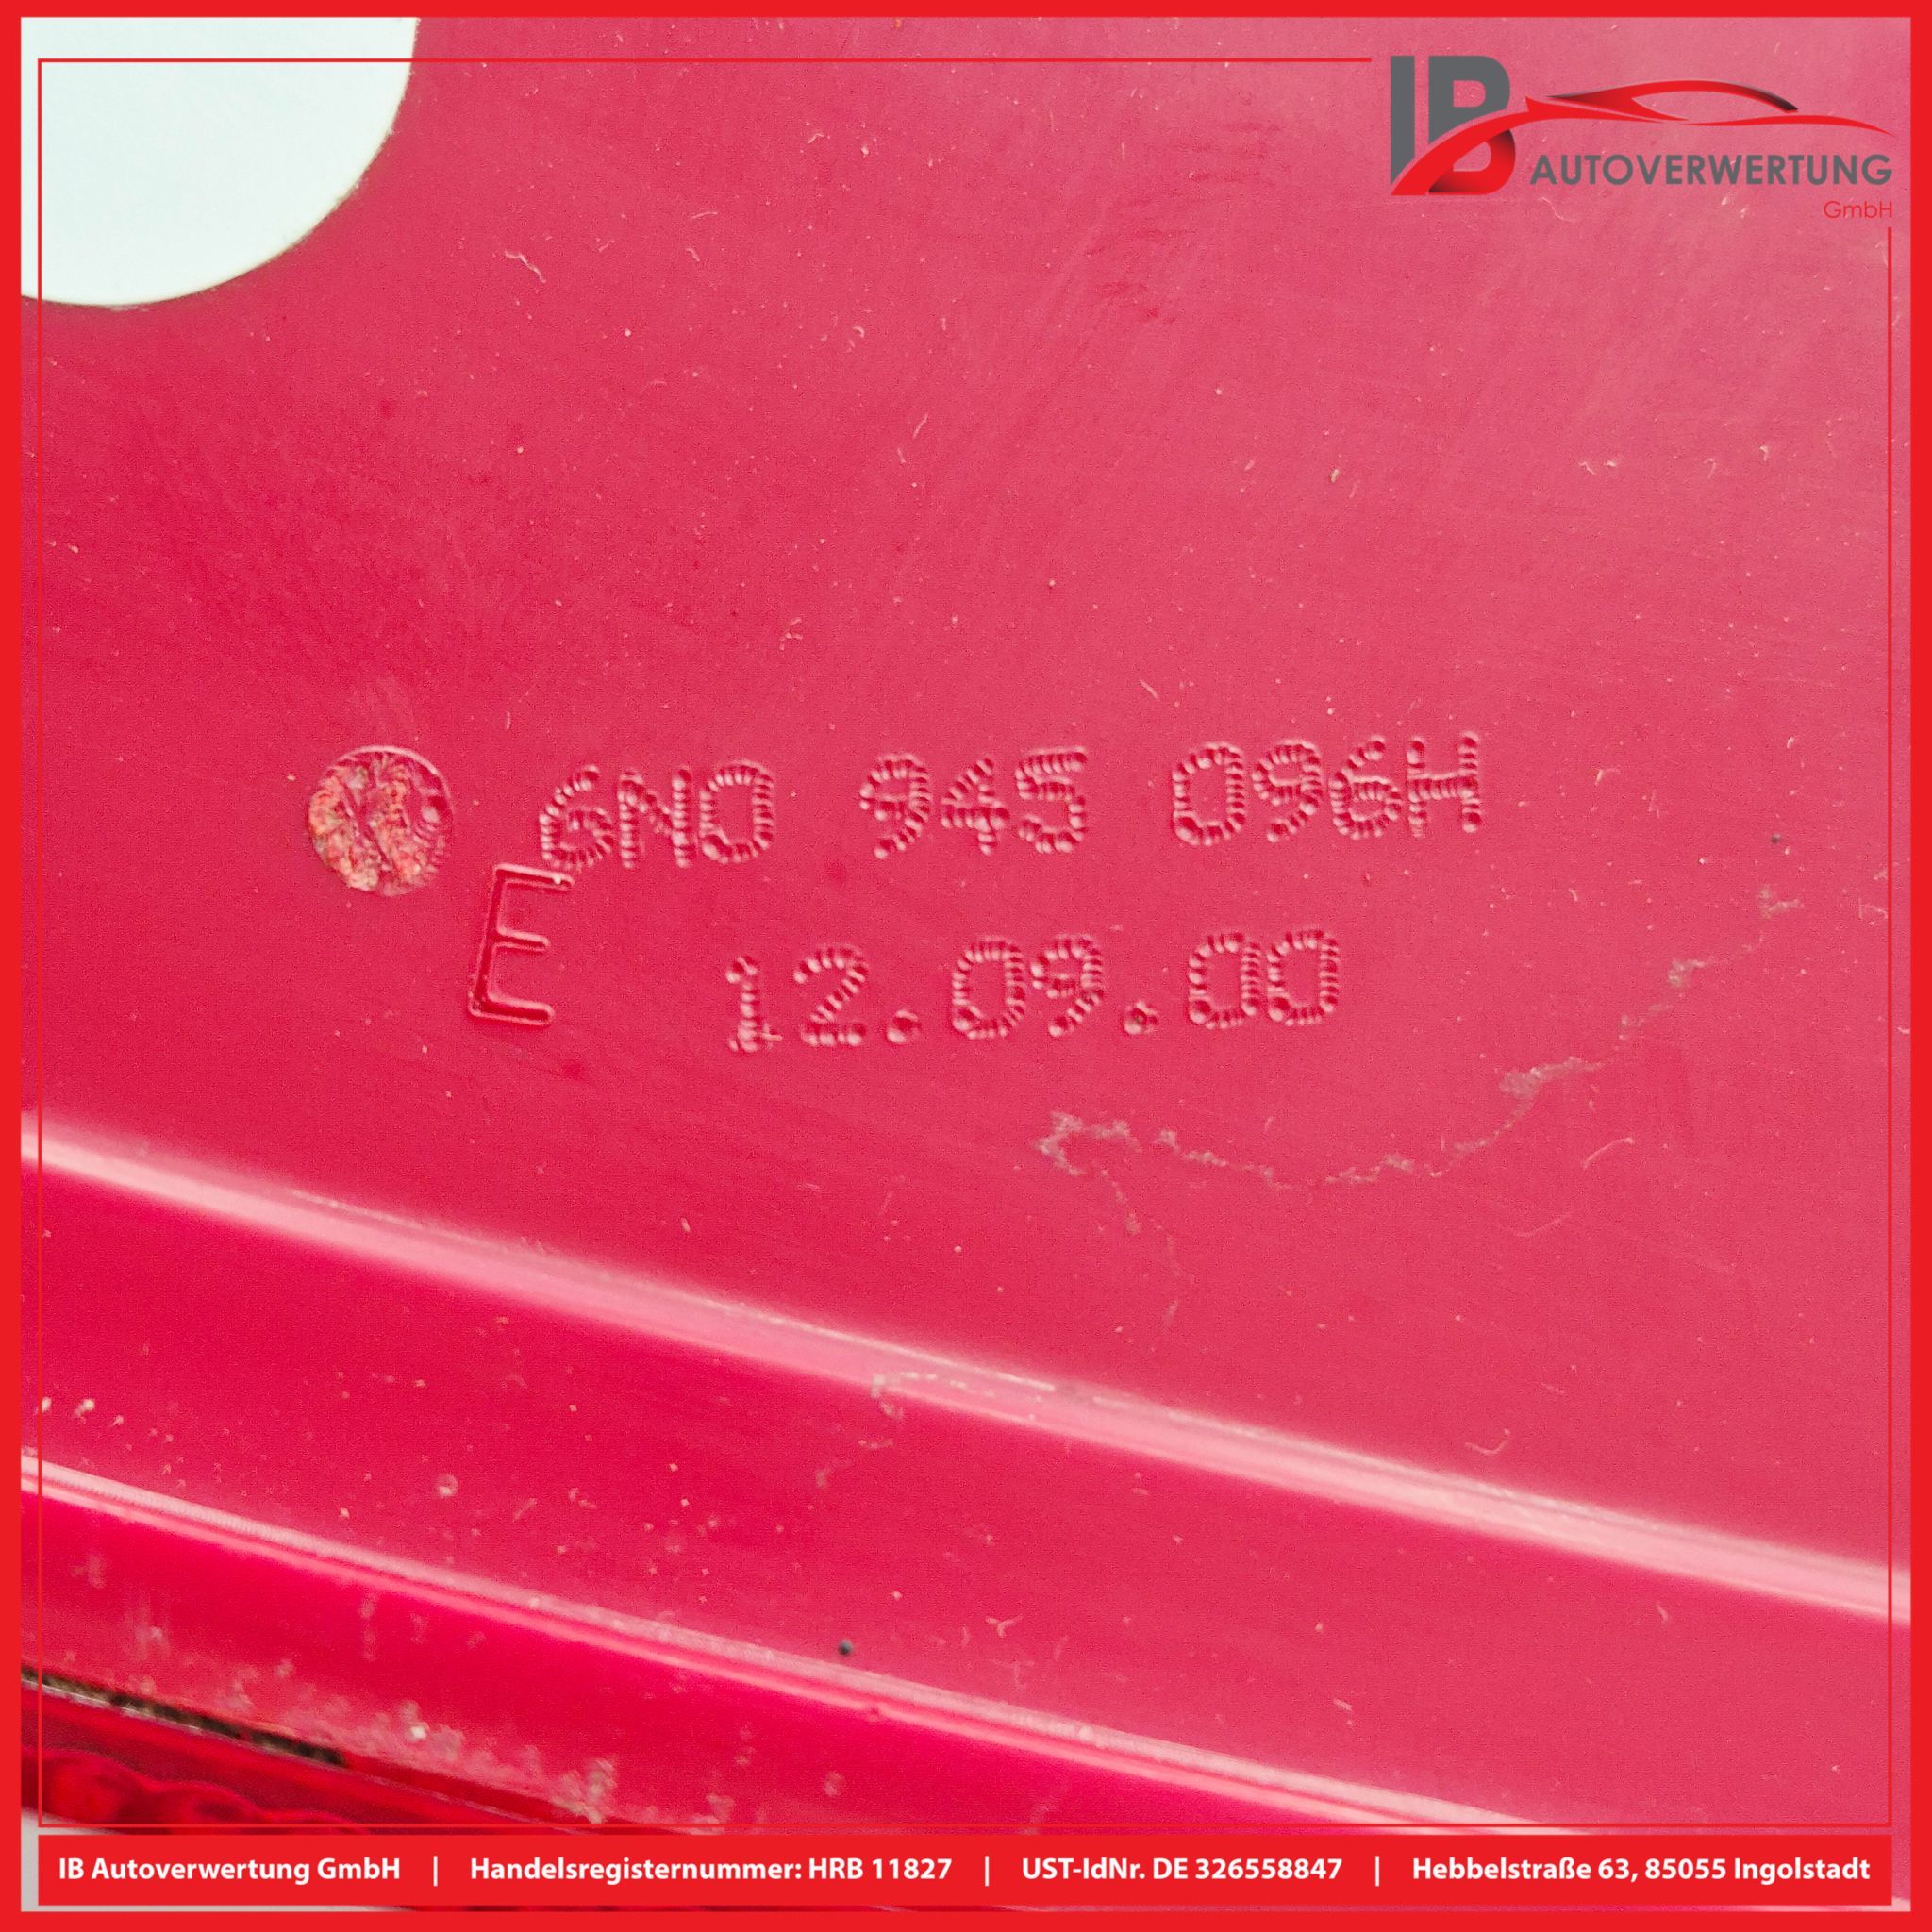 IB
AUTOVERWERTUNG
GmbH
6N0 945 096H
E
12.09.00
IB Autoverwertung GmbH | Handelsregisternummer: HRB 11827 | UST-IdNr. DE 326558847 | Hebbelstraße 63, 85055 Ingolstadt